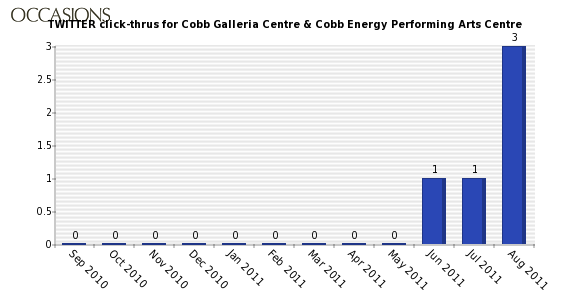 OCCASIONS
TWITTER click-thrus for Cobb Galleria Centre & Cobb Energy Performing Arts Centre
3
2.5
2
1.5
1
0.5
0
0 0 0 0 0 0 0 0 0 1 1 3
Sep 2010 Oct 2010 Nov 2010 Dec 2010 Jan 2011 Feb 2011 Mar 2011 Apr 2011 May 2011 Jun 2011 Jul 2011 Aug 2011